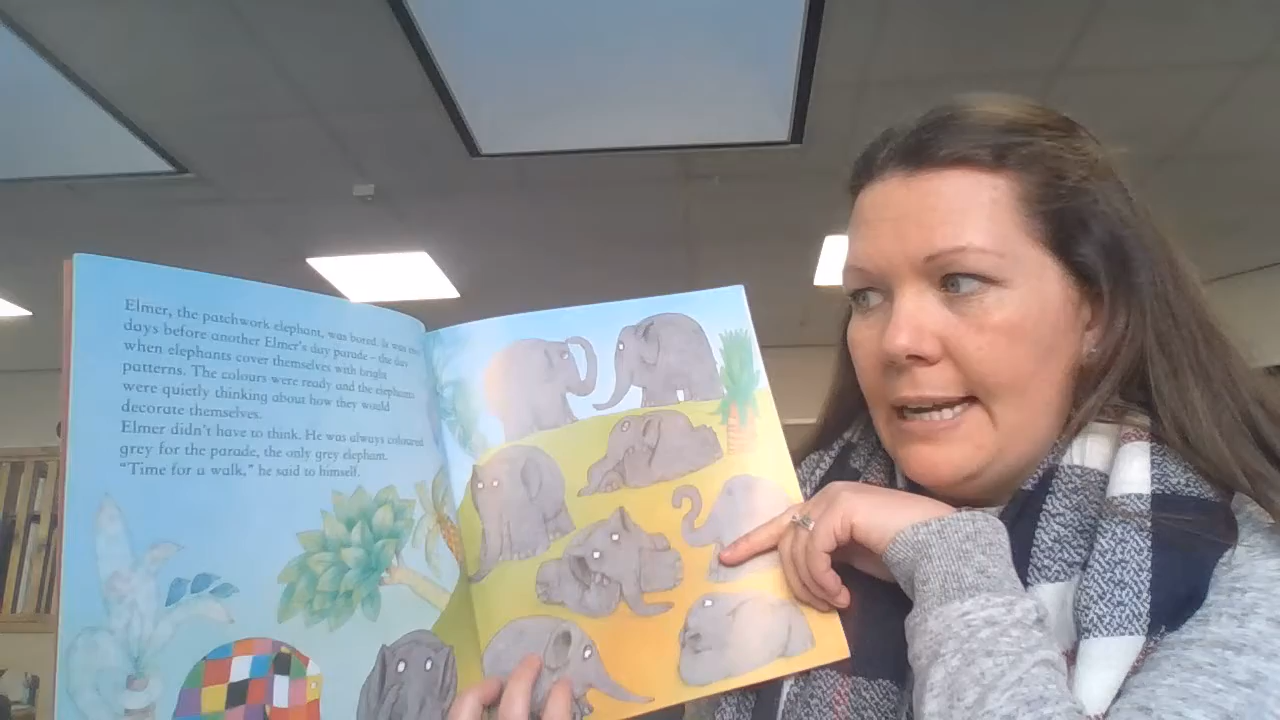 Elmer, the patchwork elephant, was bored. It was two
days before another Elmer's day parade – the day
when elephants cover themselves with bright
patterns. The colours were ready and the elephants
were quietly thinking about how they would
decorate themselves.
Elmer didn't have to think. He was always coloured
grey for the parade, the only grey elephant.
"Time for a walk," he said to himself.